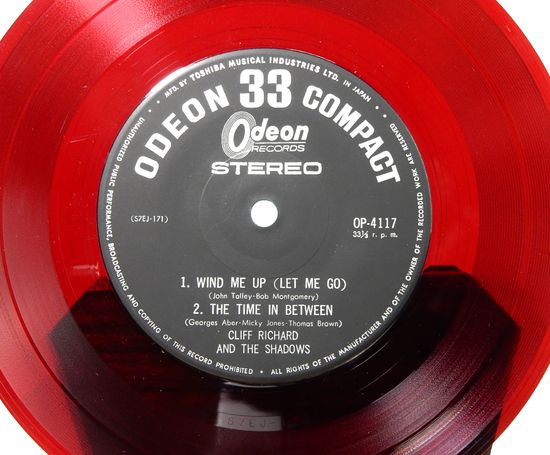 • MFD. BY TOSHIBA MUSICAL INDUSTRIES LTD. IN JAPAN •
ODEON 33 COMPACT
Odeon
RECORDS
STEREO
(S7EJ-171)
OP-4117
33⅓ r. p. m.
1. WIND ME UP (LET ME GO)
(John Talley-Bob Montgomery)
2. THE TIME IN BETWEEN
(Georges Aber-Micky Jones-Thomas Brown)
CLIFF RICHARD
AND THE SHADOWS
UNAUTHORIZED PUBLIC PERFORMANCE, BROADCASTING AND COPYING OF THIS RECORD PROHIBITED • ALL RIGHTS OF THE MANUFACTURER AND OF THE OWNER OF THE RECORDED WORK ARE RESERVED